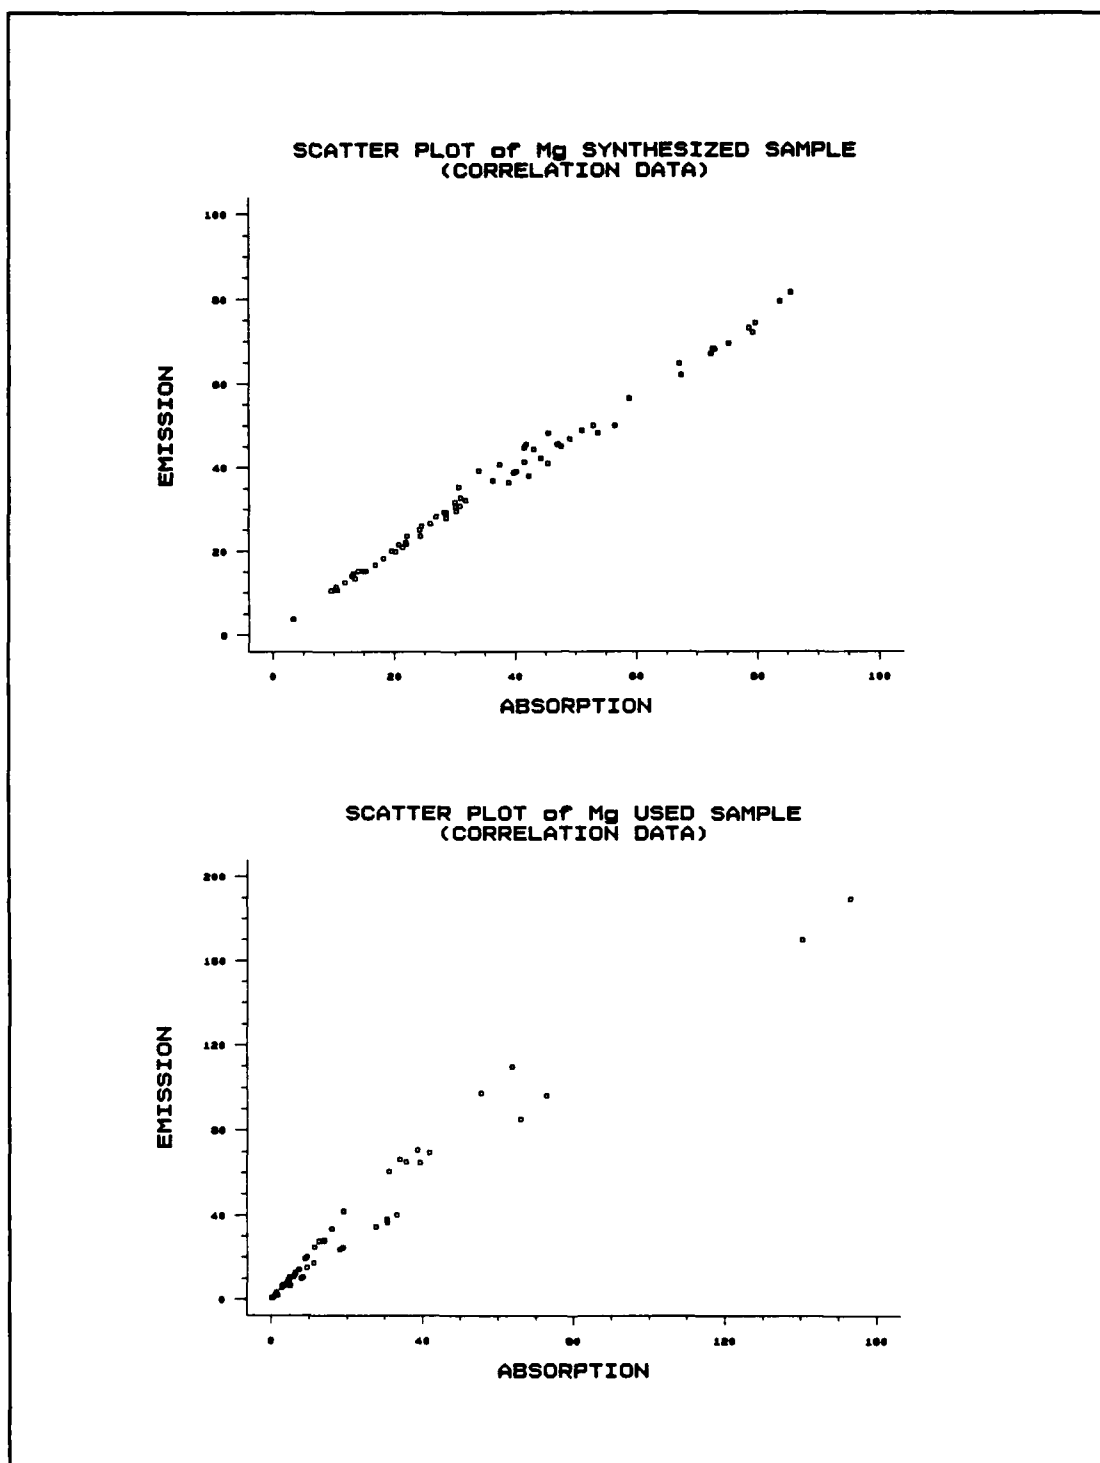 SCATTER PLOT of Mg SYNTHESIZED SAMPLE
(CORRELATION DATA)
100
80
60
40
20
0
EMISSION
0 20 40 60 80 100
ABSORPTION
SCATTER PLOT of Mg USED SAMPLE
(CORRELATION DATA)
200
160
120
80
40
0
EMISSION
0 40 80 120 160
ABSORPTION